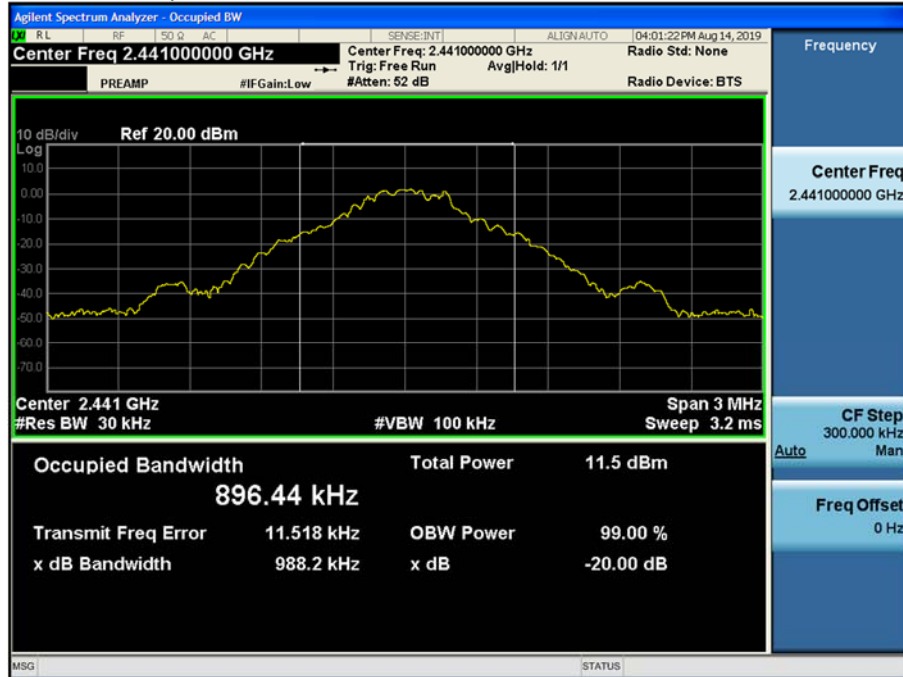 Agilent Spectrum Analyzer - Occupied BW
RL RF 50 Ω AC SENSE:INT ALIGN AUTO 04:01:22 PM Aug 14, 2019
Center Freq 2.441000000 GHz Center Freq: 2.441000000 GHz Radio Std: None Frequency
Trig: Free Run Avg|Hold: 1/1
PREAMP #IFGain:Low #Atten: 52 dB Radio Device: BTS
10 dB/div Ref 20.00 dBm
Log
10.0
0.00
-10.0
-20.0
-30.0
-40.0
-50.0
-60.0
-70.0
Center Freq
2.441000000 GHz
Center 2.441 GHz Span 3 MHz
#Res BW 30 kHz #VBW 100 kHz Sweep 3.2 ms
CF Step
300.000 kHz
Auto Man
Occupied Bandwidth Total Power 11.5 dBm
896.44 kHz
Transmit Freq Error 11.518 kHz OBW Power 99.00 %
x dB Bandwidth 988.2 kHz x dB -20.00 dB
Freq Offset
0 Hz
MSG STATUS